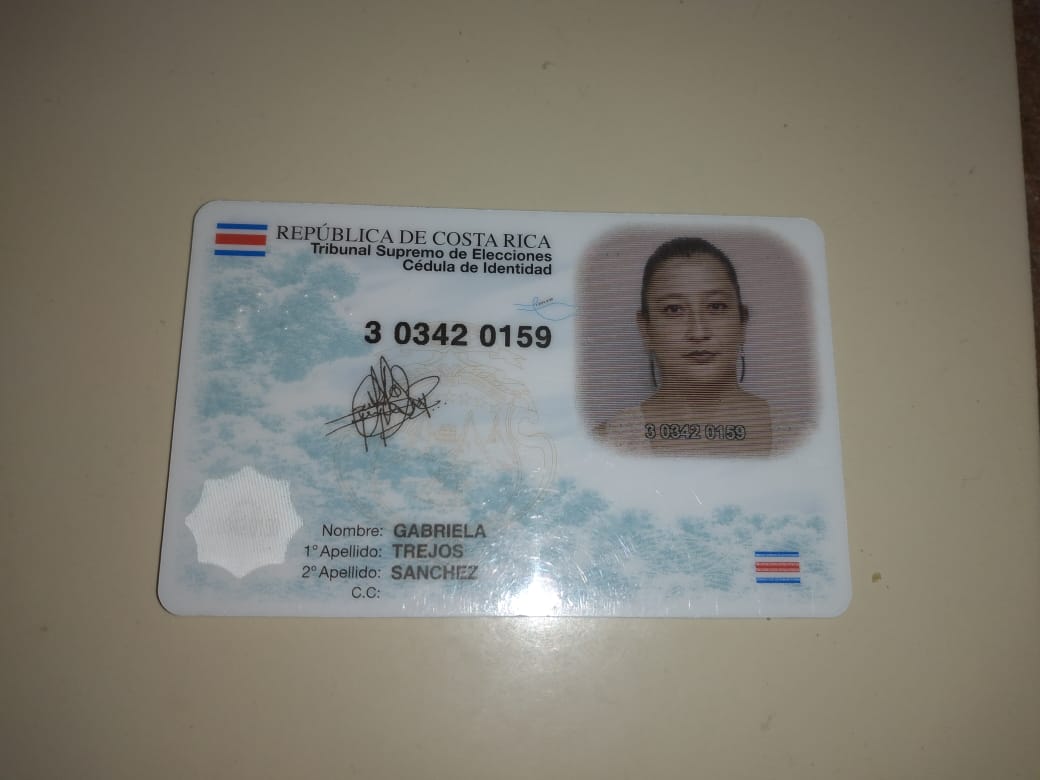 REPÚBLICA DE COSTA RICA
Tribunal Supremo de Elecciones
Cédula de Identidad
3 0342 0159
3 0342 0159
Nombre: GABRIELA
1° Apellido: TREJOS
2° Apellido: SANCHEZ
C.C: